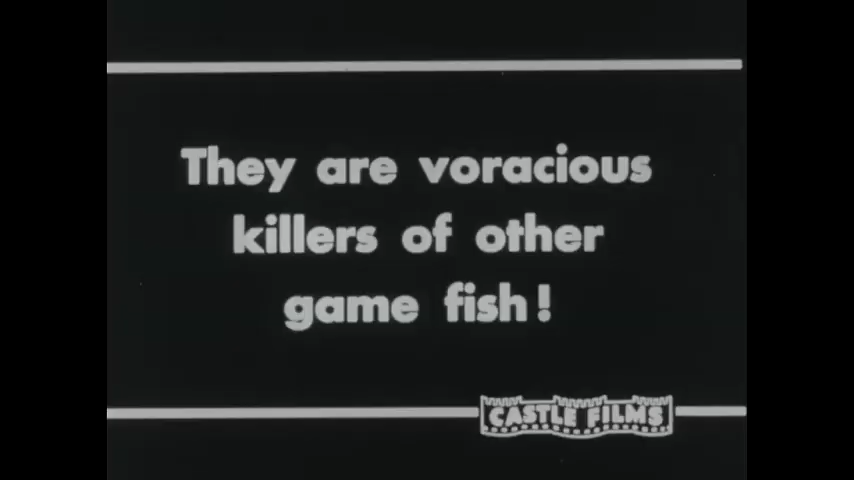 They are voracious
killers of other
game fish!
CASTLE FILMS